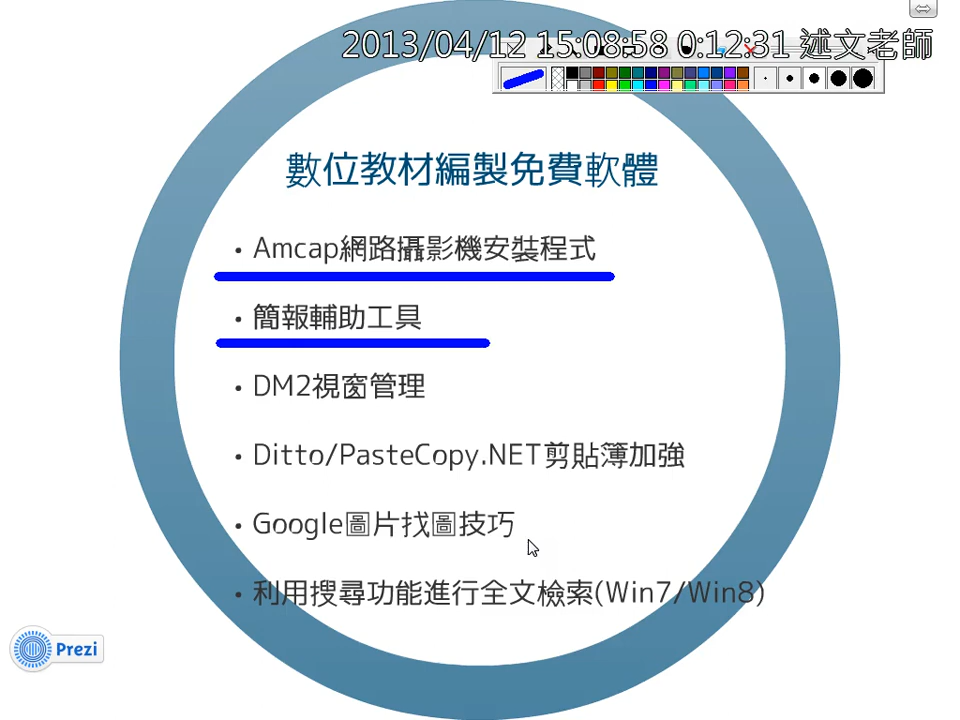 2013/04/12 15:08:58 0:12:31 述文老師
數位教材編製免費軟體
• Amcap網路攝影機安裝程式
• 簡報輔助工具
• DM2視窗管理
• Ditto/PasteCopy.NET剪貼簿加強
• Google圖片找圖技巧
• 利用搜尋功能進行全文檢索(Win7/Win8)
Prezi